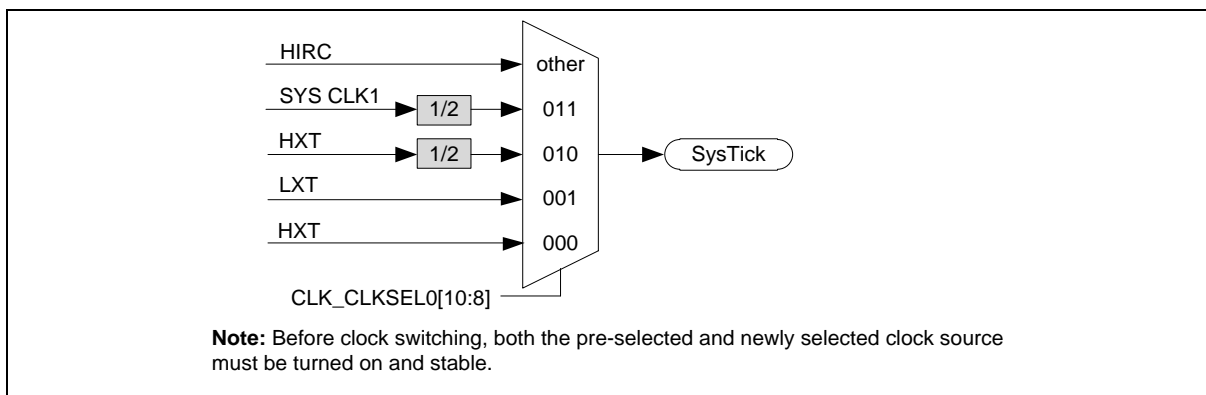 HIRC
other
SYS CLK1
1/2
011
HXT
1/2
010
SysTick
LXT
001
HXT
000
CLK_CLKSEL0[10:8]
Note: Before clock switching, both the pre-selected and newly selected clock source
must be turned on and stable.